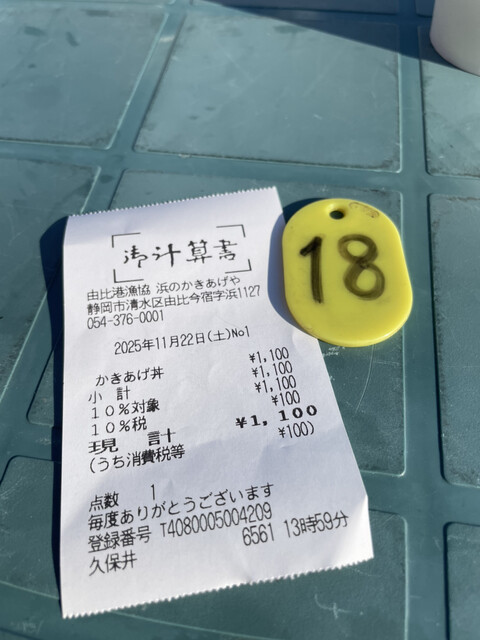 御計算書
由比港漁協 浜のかきあげや
静岡市清水区由比今宿字浜1127
054-376-0001
2025年11月22日(土)No1
かきあげ丼 ¥1,100
小 計 ¥1,100
10%対象 ¥1,100
10%税 ¥100
現 計 ¥1,100
(うち消費税等 ¥100)
点数 1
毎度ありがとうございます
登録番号 T4080005004209
久保井 6561 13時59分
18